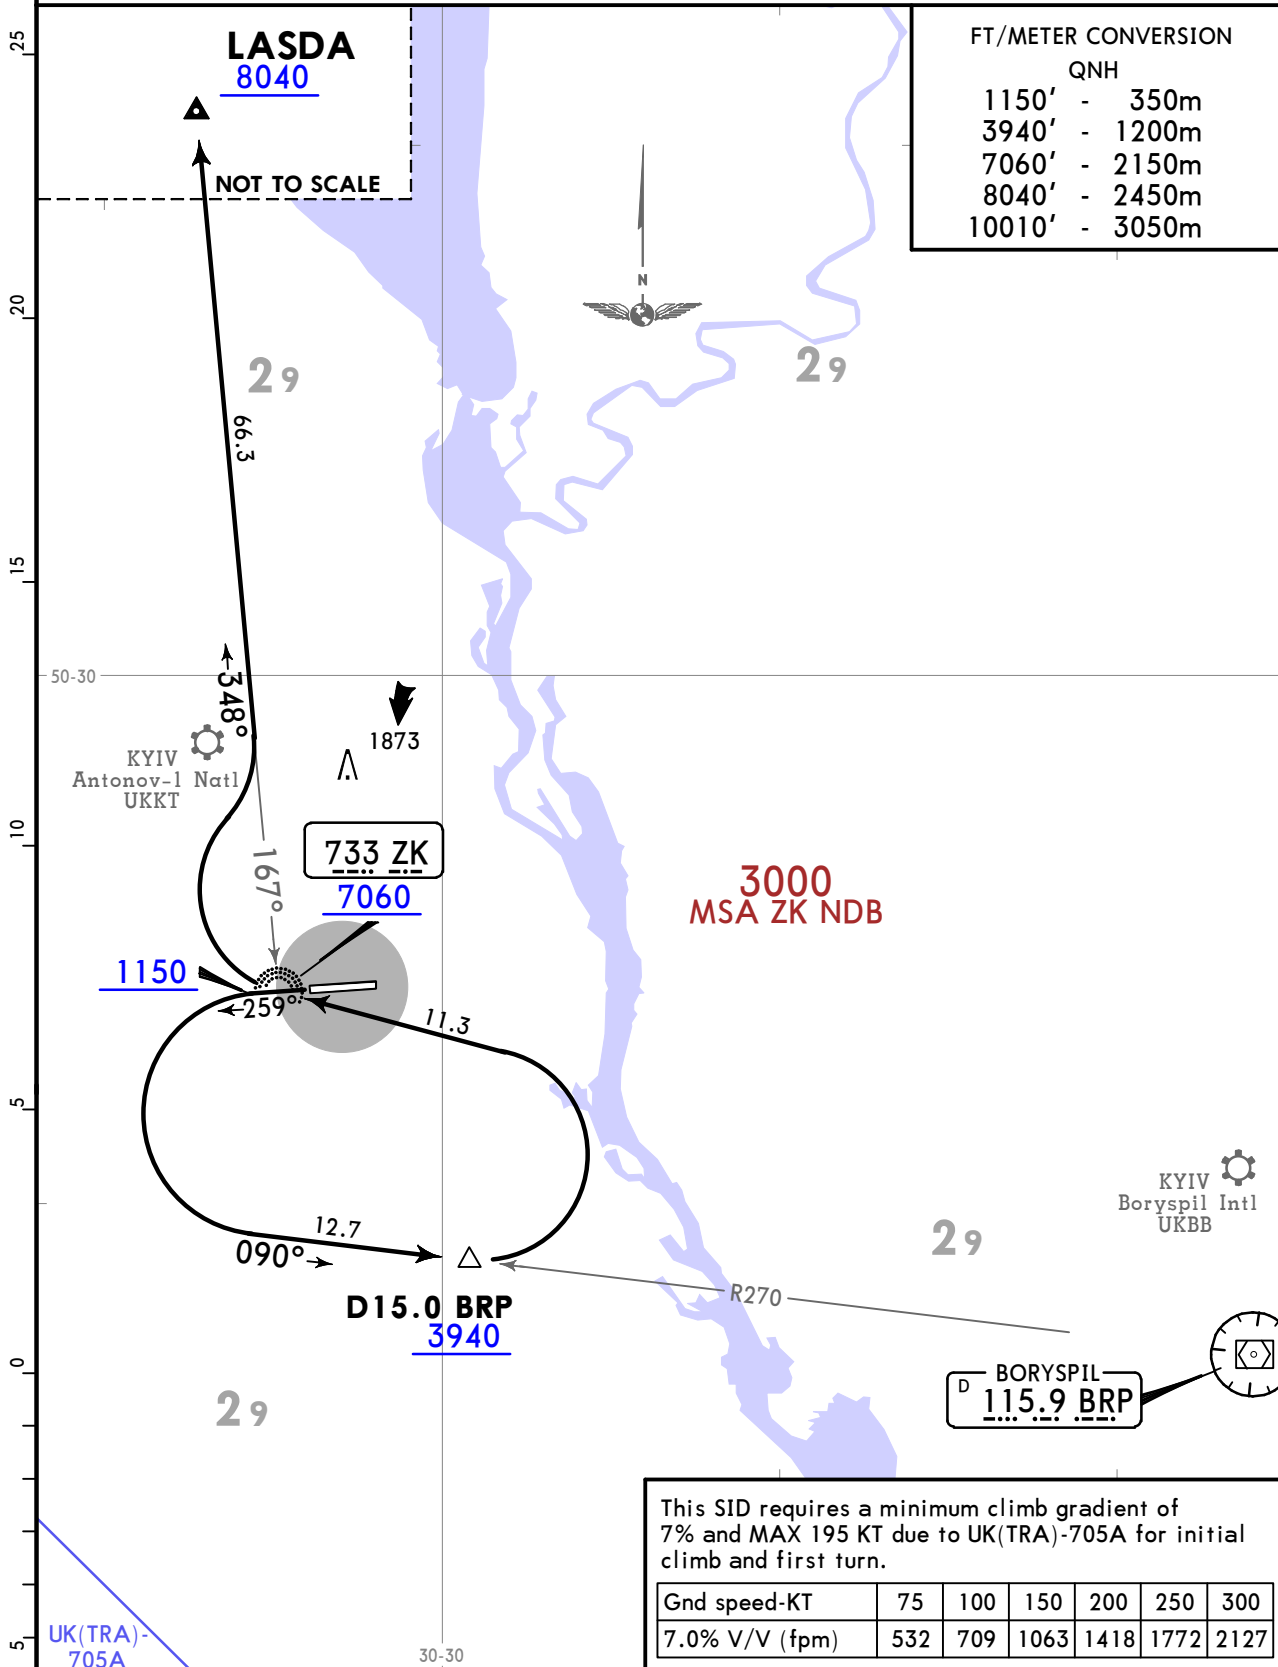 LASDA
8040
NOT TO SCALE
FT/METER CONVERSION
QNH
1150' - 350m
3940' - 1200m
7060' - 2150m
8040' - 2450m
10010' - 3050m
25
20
15
10
5
0
5
N
29
29
66.3
50-30
348°
KYIV
Antonov-1 Natl
UKKT
1873
733 ZK
7060
167°
3000
MSA ZK NDB
1150
259°
11.3
12.7
090°
D15.0 BRP
3940
R270
KYIV
Boryspil Intl
UKBB
29
29
BORYSPIL
D 115.9 BRP
UK(TRA)-
705A
30-30
This SID requires a minimum climb gradient of
7% and MAX 195 KT due to UK(TRA)-705A for initial
climb and first turn.
Gnd speed-KT 75 100 150 200 250 300
7.0% V/V (fpm) 532 709 1063 1418 1772 2127